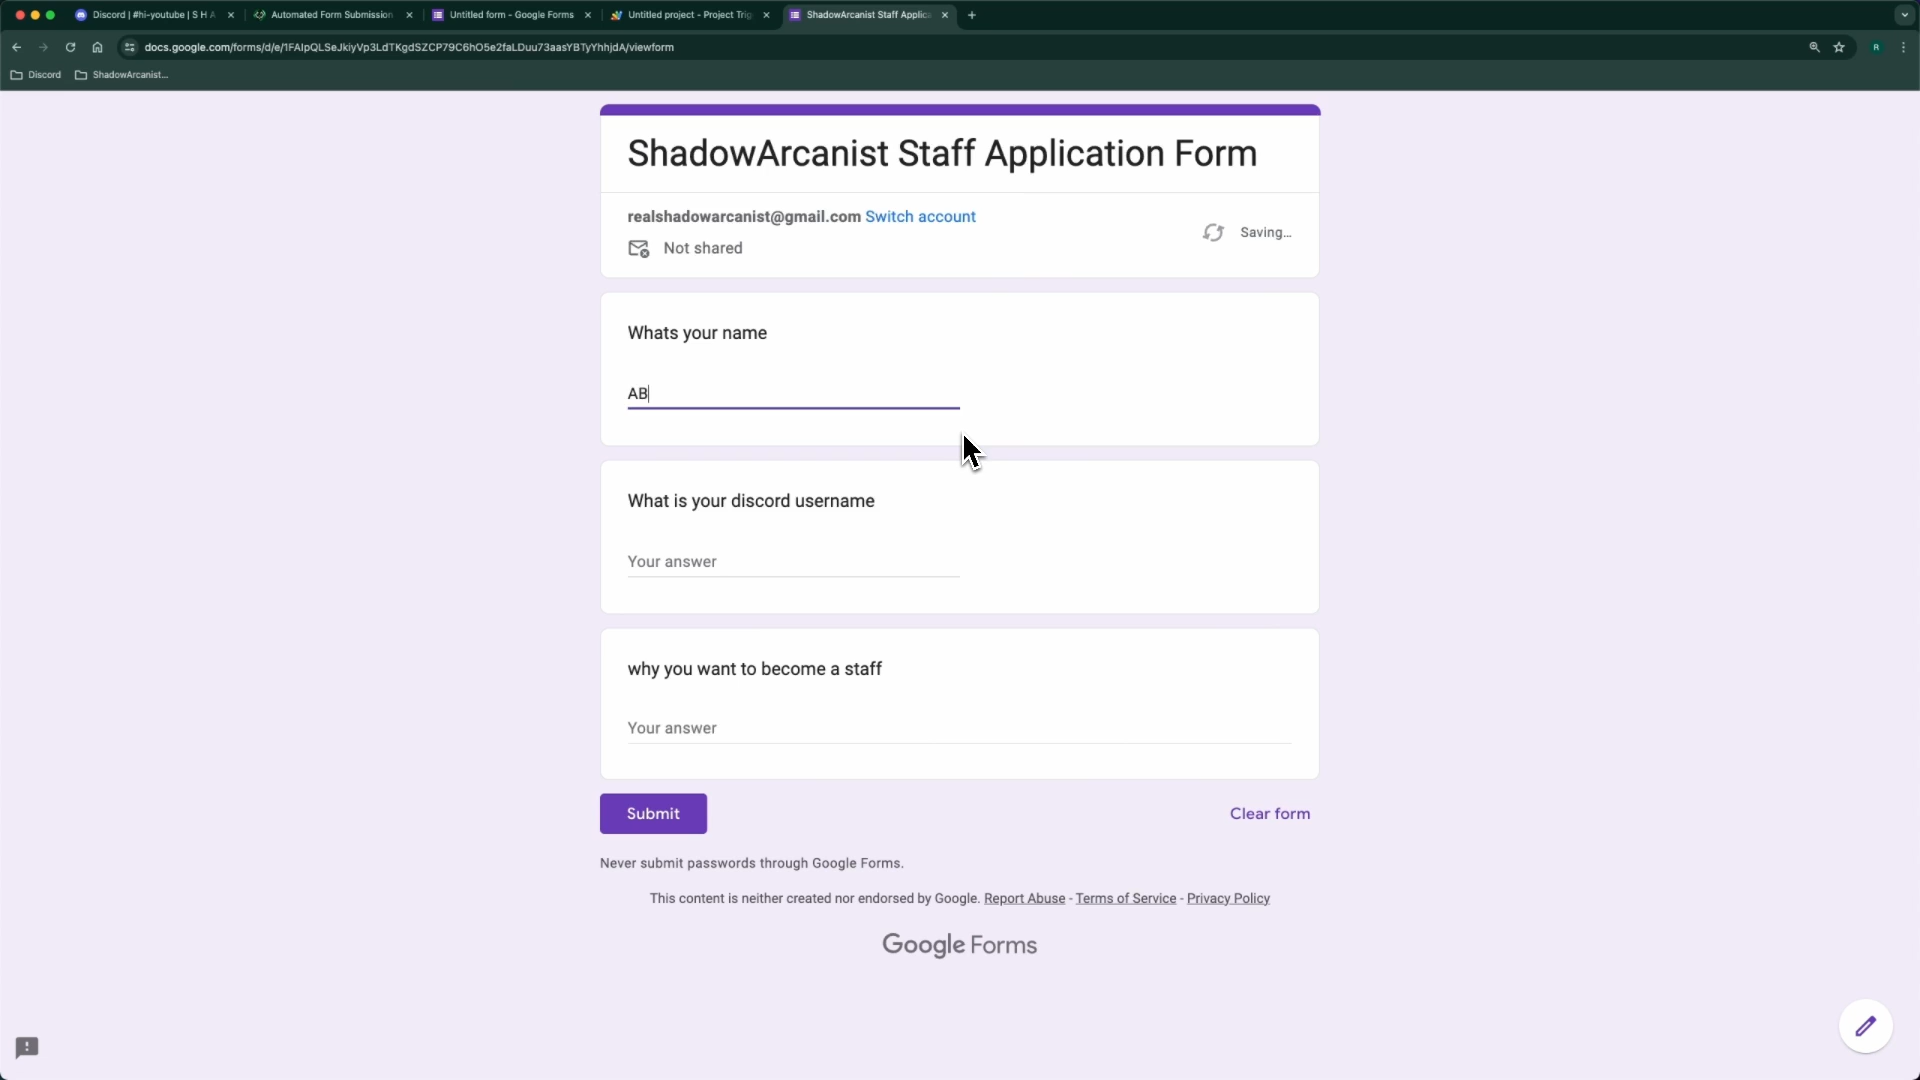 Discord | #hi-youtube | S H A
Automated Form Submission
Untitled form - Google Forms
Untitled project - Project Trig
ShadowArcanist Staff Applica
docs.google.com/forms/d/e/1FAIpQLSeJkiyVp3LdTKgdSZCP79C6hO5e2faLDuu73aasYBTyYhhjdA/viewform
R
Discord
ShadowArcanist...
ShadowArcanist Staff Application Form
realshadowarcanist@gmail.com Switch account
Not shared
Saving...
Whats your name
AB
What is your discord username
Your answer
why you want to become a staff
Your answer
Submit
Clear form
Never submit passwords through Google Forms.
This content is neither created nor endorsed by Google. Report Abuse - Terms of Service - Privacy Policy
Google Forms